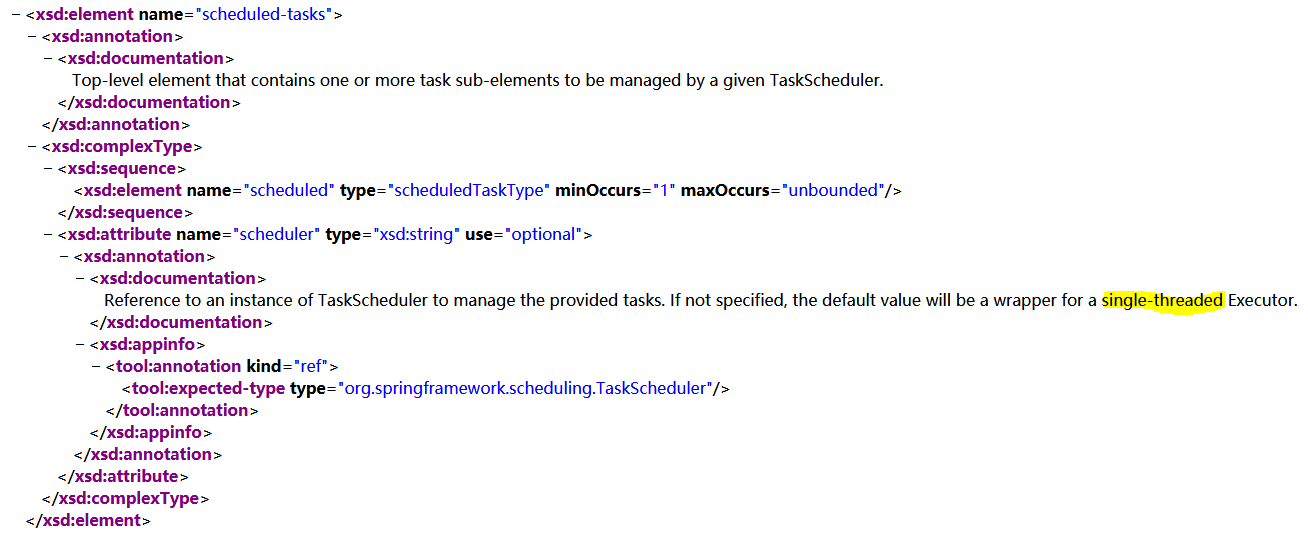 − <xsd:element name="scheduled-tasks">
− <xsd:annotation>
− <xsd:documentation>
Top-level element that contains one or more task sub-elements to be managed by a given TaskScheduler.
</xsd:documentation>
</xsd:annotation>
− <xsd:complexType>
− <xsd:sequence>
<xsd:element name="scheduled" type="scheduledTaskType" minOccurs="1" maxOccurs="unbounded"/>
</xsd:sequence>
− <xsd:attribute name="scheduler" type="xsd:string" use="optional">
− <xsd:annotation>
− <xsd:documentation>
Reference to an instance of TaskScheduler to manage the provided tasks. If not specified, the default value will be a wrapper for a single-threaded Executor.
</xsd:documentation>
− <xsd:appinfo>
− <tool:annotation kind="ref">
<tool:expected-type type="org.springframework.scheduling.TaskScheduler"/>
</tool:annotation>
</xsd:appinfo>
</xsd:annotation>
</xsd:attribute>
</xsd:complexType>
</xsd:element>